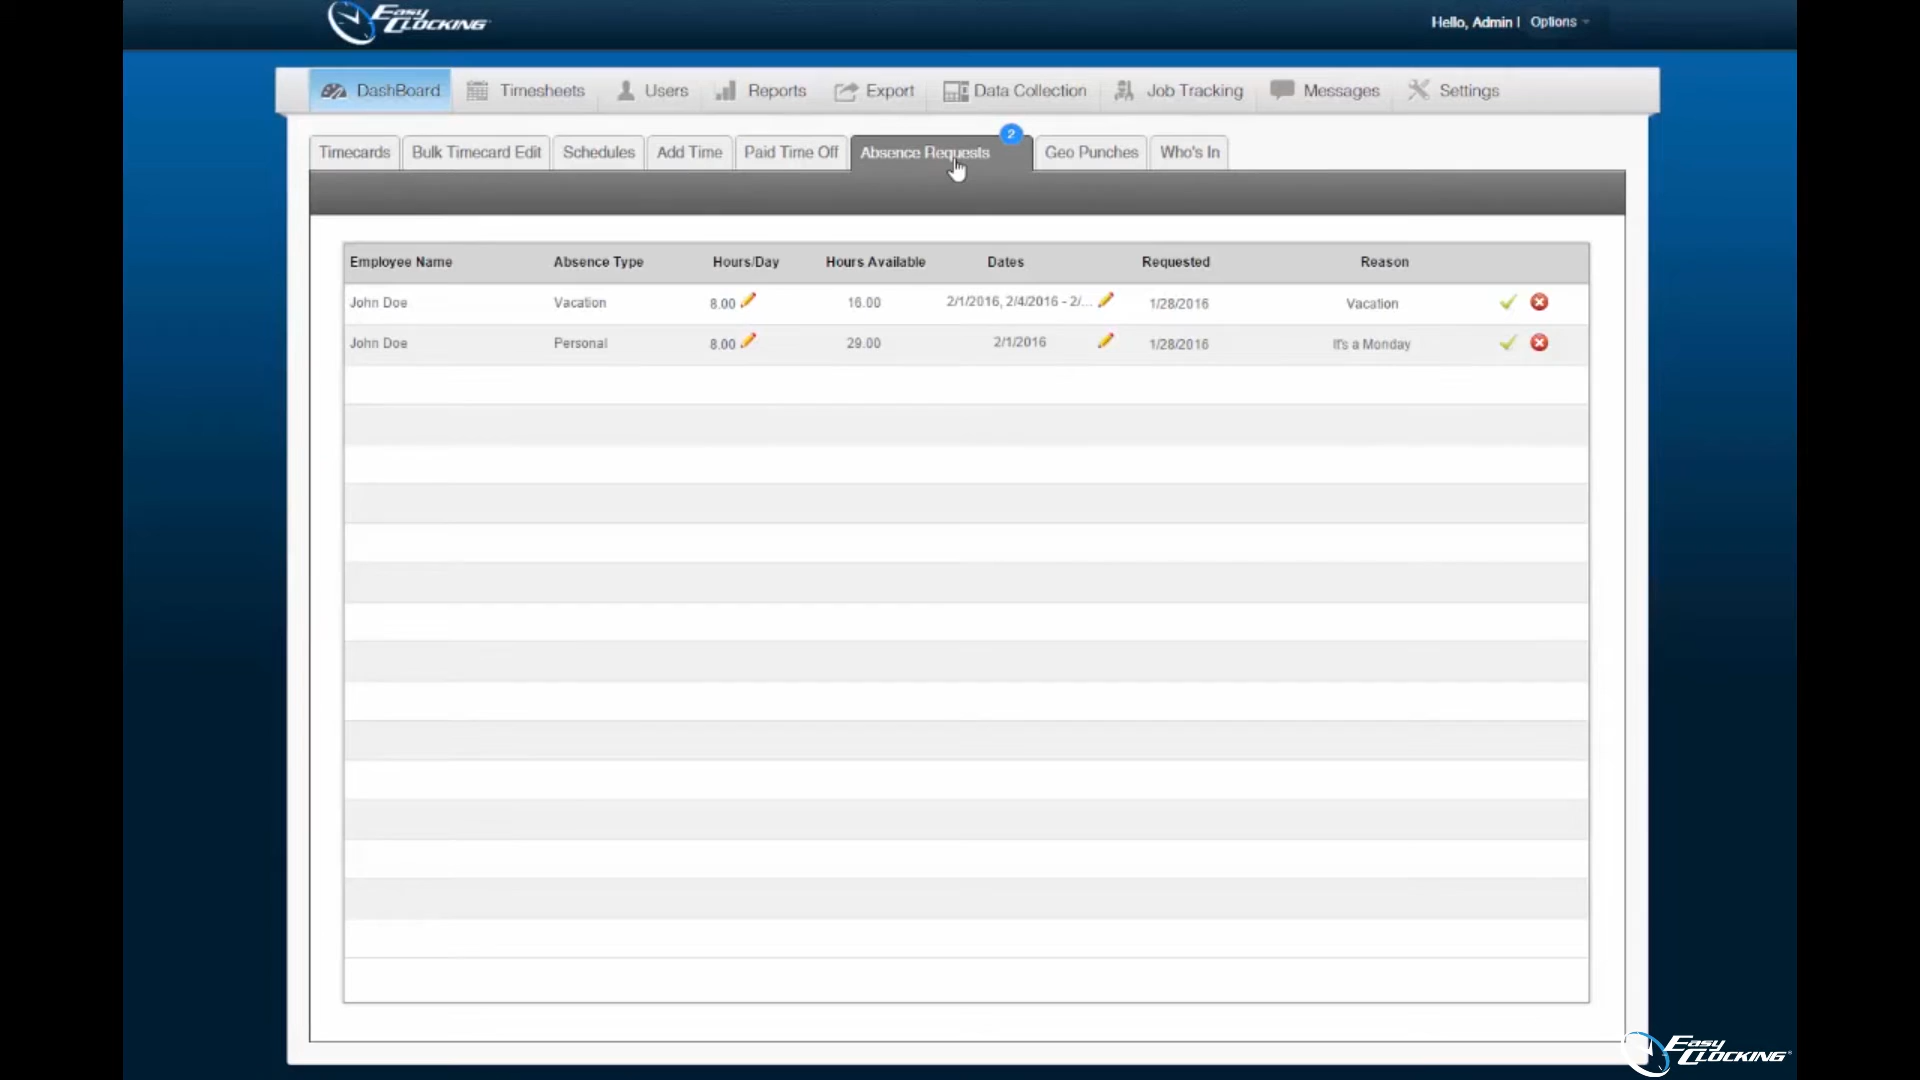 Easy Clocking
Hello, Admin | Options
DashBoard Timesheets Users Reports Export Data Collection Job Tracking Messages Settings
2
Timecards Bulk Timecard Edit Schedules Add Time Paid Time Off Absence Requests Geo Punches Who's In
Employee Name Absence Type Hours/Day Hours Available Dates Requested Reason
John Doe Vacation 8.00 16.00 2/1/2016, 2/4/2016 - 2/... 1/28/2016 Vacation
John Doe Personal 8.00 29.00 2/1/2016 1/28/2016 It's a Monday
Easy Clocking